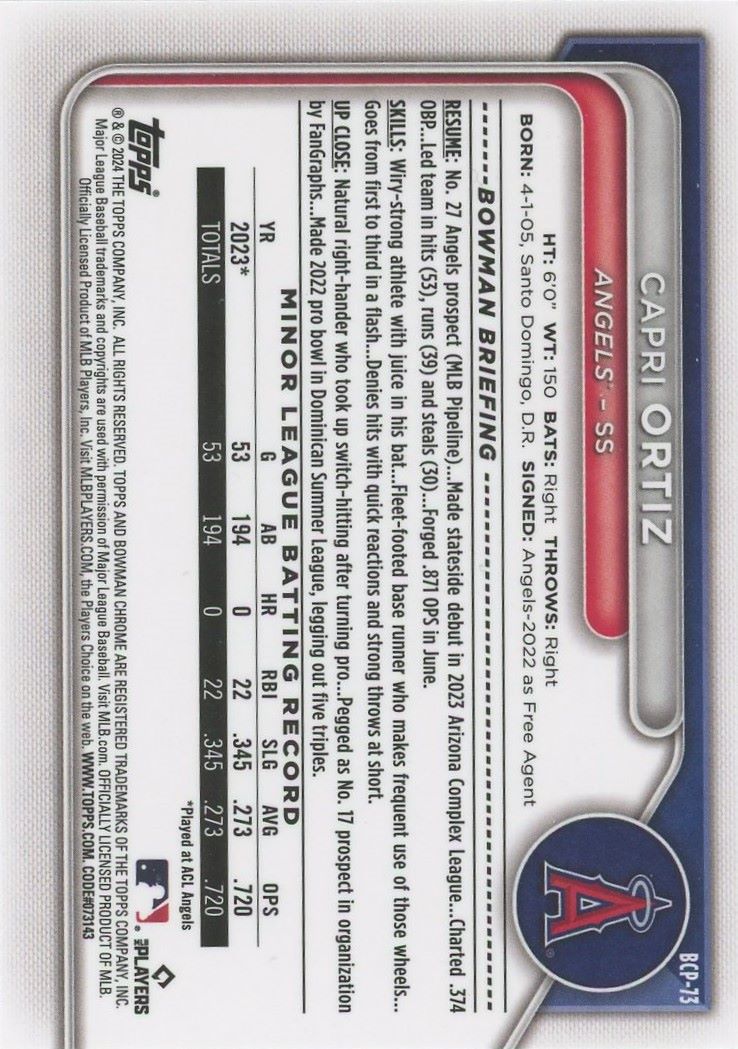 BCP-73
CAPRI ORTIZ
ANGELS™ - SS
HT: 6'0" WT: 150 BATS: Right THROWS: Right
BORN: 4-1-05, Santo Domingo, D.R. SIGNED: Angels-2022 as Free Agent
BOWMAN BRIEFING
RESUME: No. 27 Angels prospect (MLB Pipeline)...Made stateside debut in 2023 Arizona Complex League...Charted .374
OBP...Led team in hits (53), runs (39) and steals (30)...Forged .871 OPS in June.
SKILLS: Wiry-strong athlete with juice in his bat...Fleet-footed base runner who makes frequent use of those wheels...
Goes from first to third in a flash...Denies hits with quick reactions and strong throws at short.
UP CLOSE: Natural right-hander who took up switch-hitting after turning pro...Pegged as No. 17 prospect in organization
by FanGraphs...Made 2022 pro bowl in Dominican Summer League, legging out five triples.
MINOR LEAGUE BATTING RECORD
YR G AB HR RBI SLG AVG OPS
2023* 53 194 0 22 .345 .273 .720
TOTALS 53 194 0 22 .345 .273 .720
*Played at ACL Angels
topps®
MLB PLAYERS
® & © 2024 THE TOPPS COMPANY, INC. ALL RIGHTS RESERVED. TOPPS AND BOWMAN CHROME ARE REGISTERED TRADEMARKS OF THE TOPPS COMPANY, INC.
Major League Baseball trademarks and copyrights are used with permission of Major League Baseball. Visit MLB.com. OFFICIALLY LICENSED PRODUCT OF MLB.
Officially Licensed Product of MLB Players, Inc. Visit MLBPLAYERS.COM, the Players Choice on the web. WWW.TOPPS.COM. CODE#073143